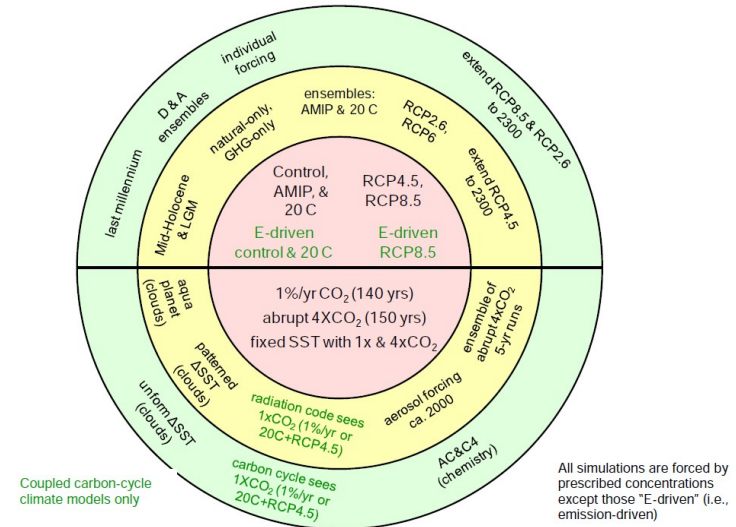 individual
forcing
D & A
ensembles
last millennium
extend RCP8.5 & RCP2.6
to 2300
ensembles:
AMIP & 20 C
natural-only,
GHG-only
Mid-Holocene
& LGM
RCP2.6,
RCP6
extend RCP4.5
to 2300
Control,
AMIP, &
20 C
RCP4.5,
RCP8.5
E-driven
control & 20 C
E-driven
RCP8.5
1%/yr CO₂ (140 yrs)
abrupt 4XCO₂ (150 yrs)
fixed SST with 1x & 4xCO₂
aqua
planet
(clouds)
patterned
ΔSST
(clouds)
radiation code sees
1xCO₂ (1%/yr or
20C+RCP4.5)
aerosol forcing
ca. 2000
ensemble of
abrupt 4xCO₂
5-yr runs
unform ΔSST
(clouds)
carbon cycle sees
1XCO₂ (1%/yr or
20C+RCP4.5)
AC&C4
(chemistry)
Coupled carbon-cycle
climate models only
All simulations are forced by
prescribed concentrations
except those "E-driven" (i.e.,
emission-driven)